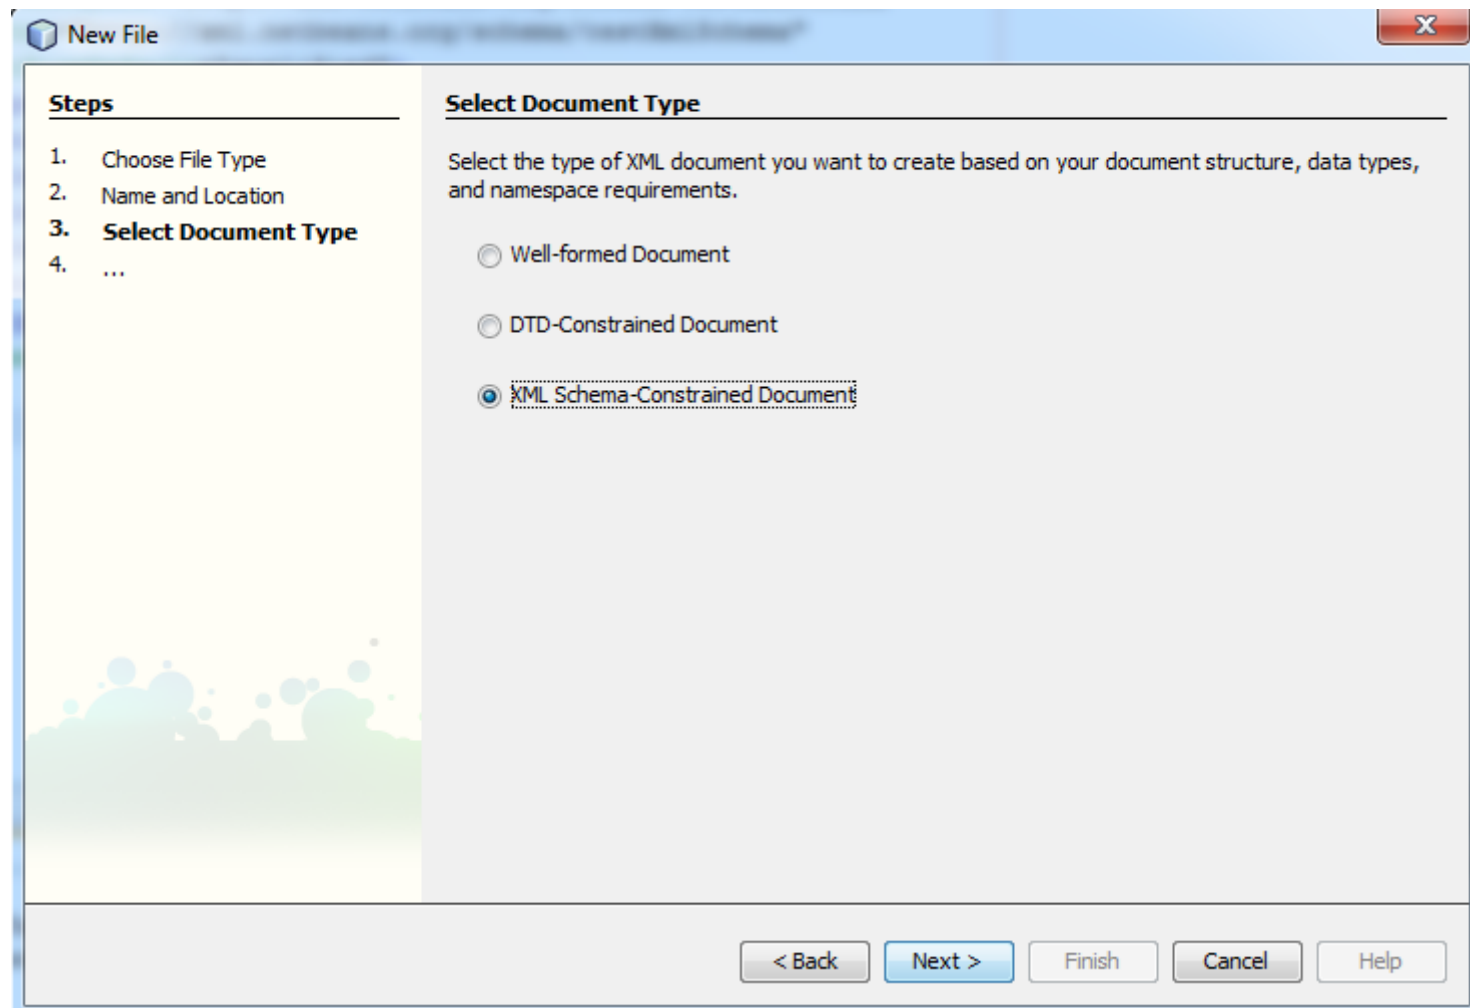 New File
Steps
1. Choose File Type
2. Name and Location
3. Select Document Type
4. ...
Select Document Type
Select the type of XML document you want to create based on your document structure, data types,
and namespace requirements.
Well-formed Document
DTD-Constrained Document
XML Schema-Constrained Document
< Back Next > Finish Cancel Help